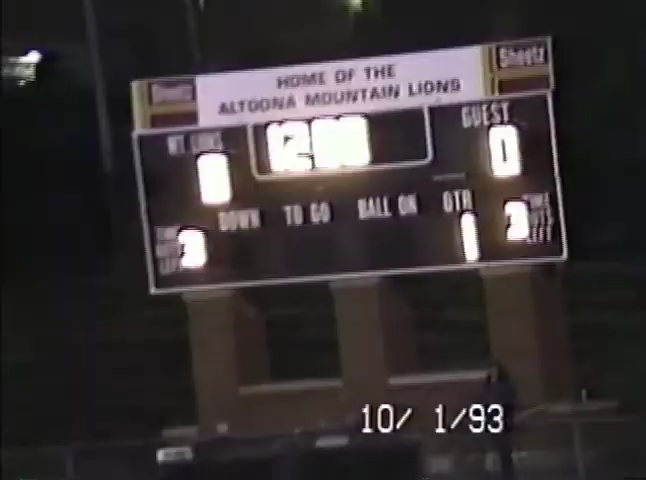 Sheetz
HOME OF THE
ALTOONA MOUNTAIN LIONS
Sheetz
MT. LIONS
12:00
GUEST
0
0
DOWN
TO GO
BALL ON
QTR
TIME
OUTS
LEFT
3
1
3
TIME
OUTS
LEFT
10/ 1/93